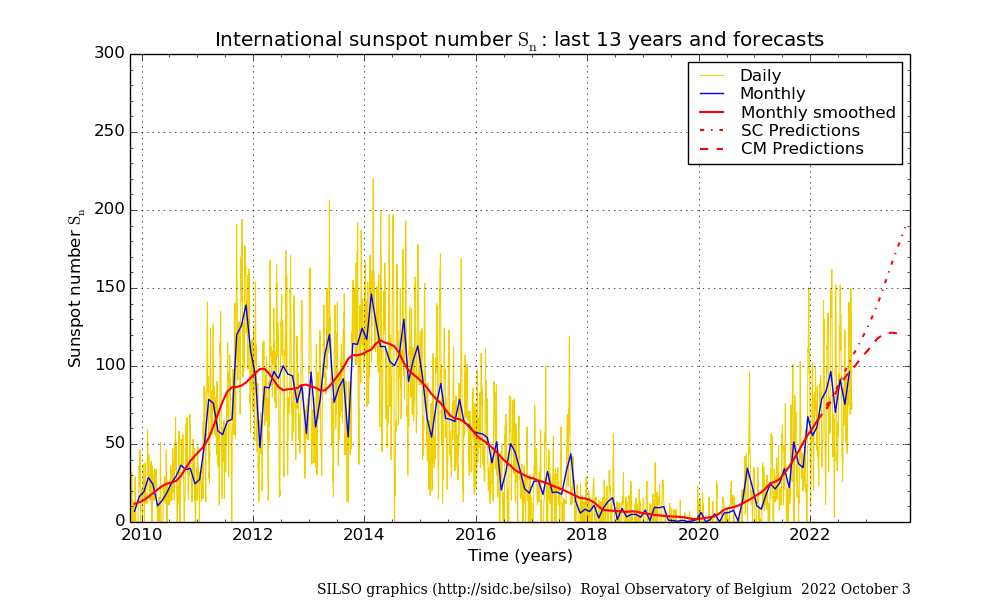 International sunspot number Sn : last 13 years and forecasts
300
250
200
150
100
50
0
Sunspot number Sn
Daily
Monthly
Monthly smoothed
SC Predictions
CM Predictions
2010 2012 2014 2016 2018 2020 2022
Time (years)
SILSO graphics (http://sidc.be/silso) Royal Observatory of Belgium 2022 October 3